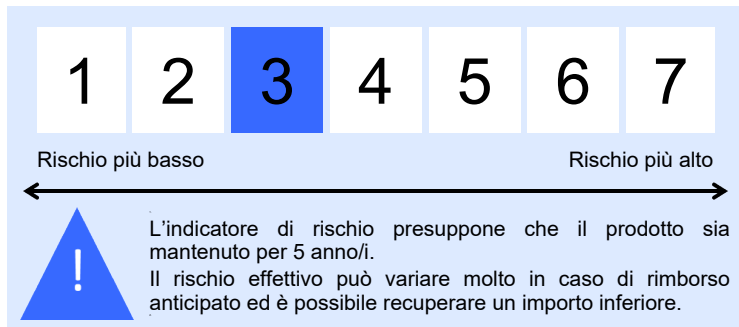 1 2 3 4 5 6 7
Rischio più basso Rischio più alto
!
L’indicatore di rischio presuppone che il prodotto sia
mantenuto per 5 anno/i.
Il rischio effettivo può variare molto in caso di rimborso
anticipato ed è possibile recuperare un importo inferiore.